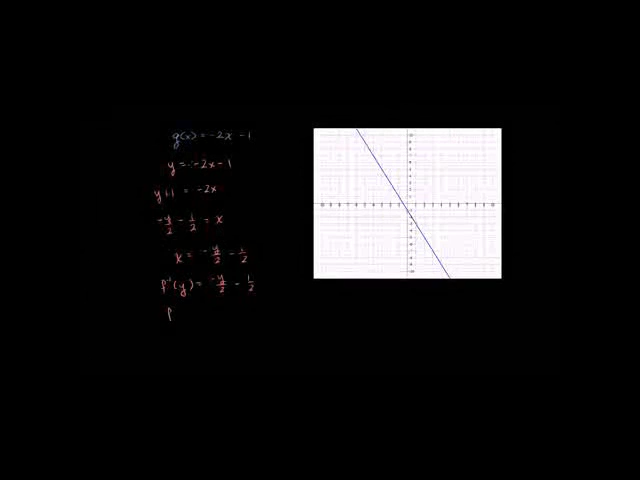 g(x) = -2x - 1
y = -2x - 1
y+1 = -2x
-y/2 - 1/2 = x
x = -y/2 - 1/2
f⁻¹(y) = -y/2 - 1/2